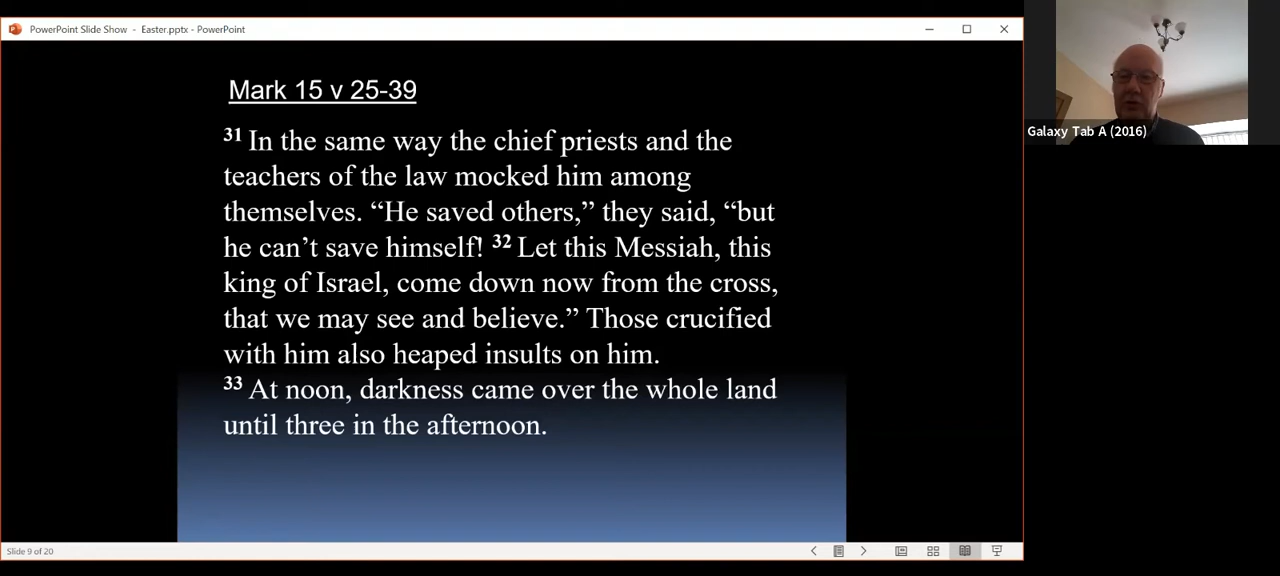 PowerPoint Slide Show - Easter.pptx - PowerPoint
Galaxy Tab A (2016)
Mark 15 v 25-39
31 In the same way the chief priests and the
teachers of the law mocked him among
themselves. “He saved others,” they said, “but
he can’t save himself! 32 Let this Messiah, this
king of Israel, come down now from the cross,
that we may see and believe.” Those crucified
with him also heaped insults on him.
33 At noon, darkness came over the whole land
until three in the afternoon.
Slide 9 of 20